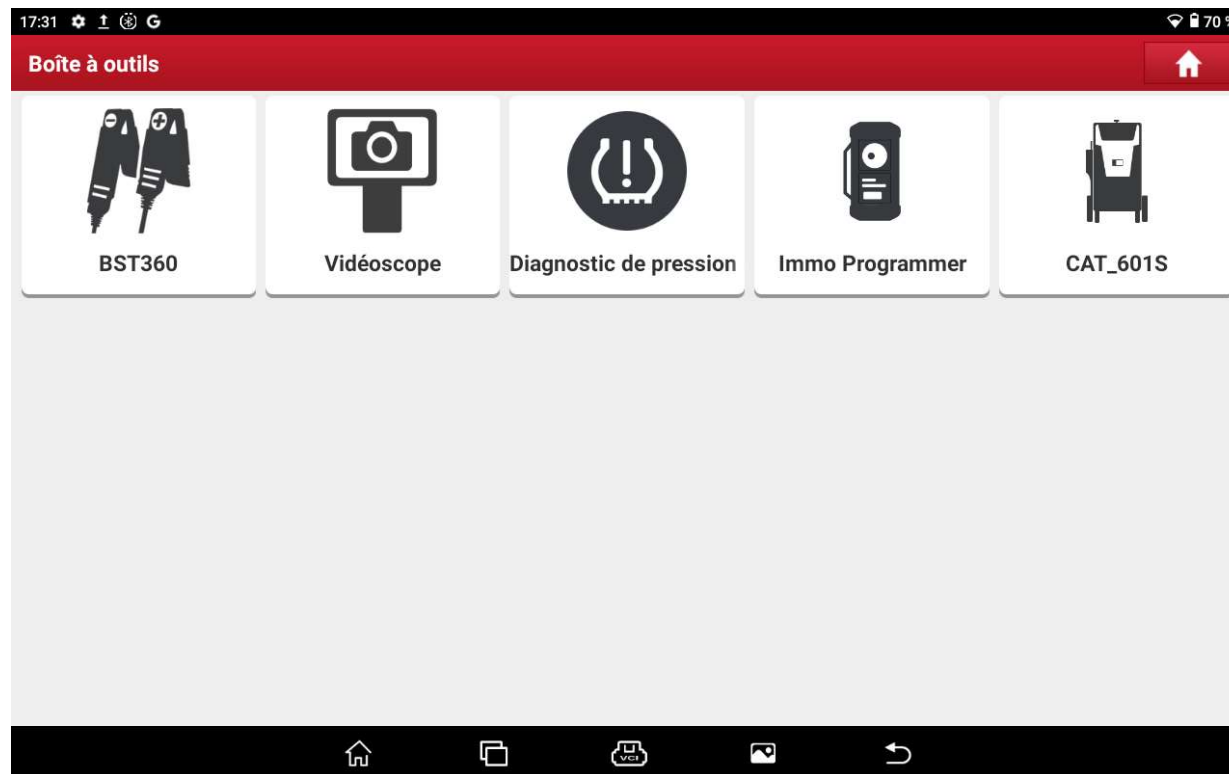 17:31 G 70 %
Boîte à outils
BST360 Vidéoscope Diagnostic de pression Immo Programmer CAT_601S
VCI